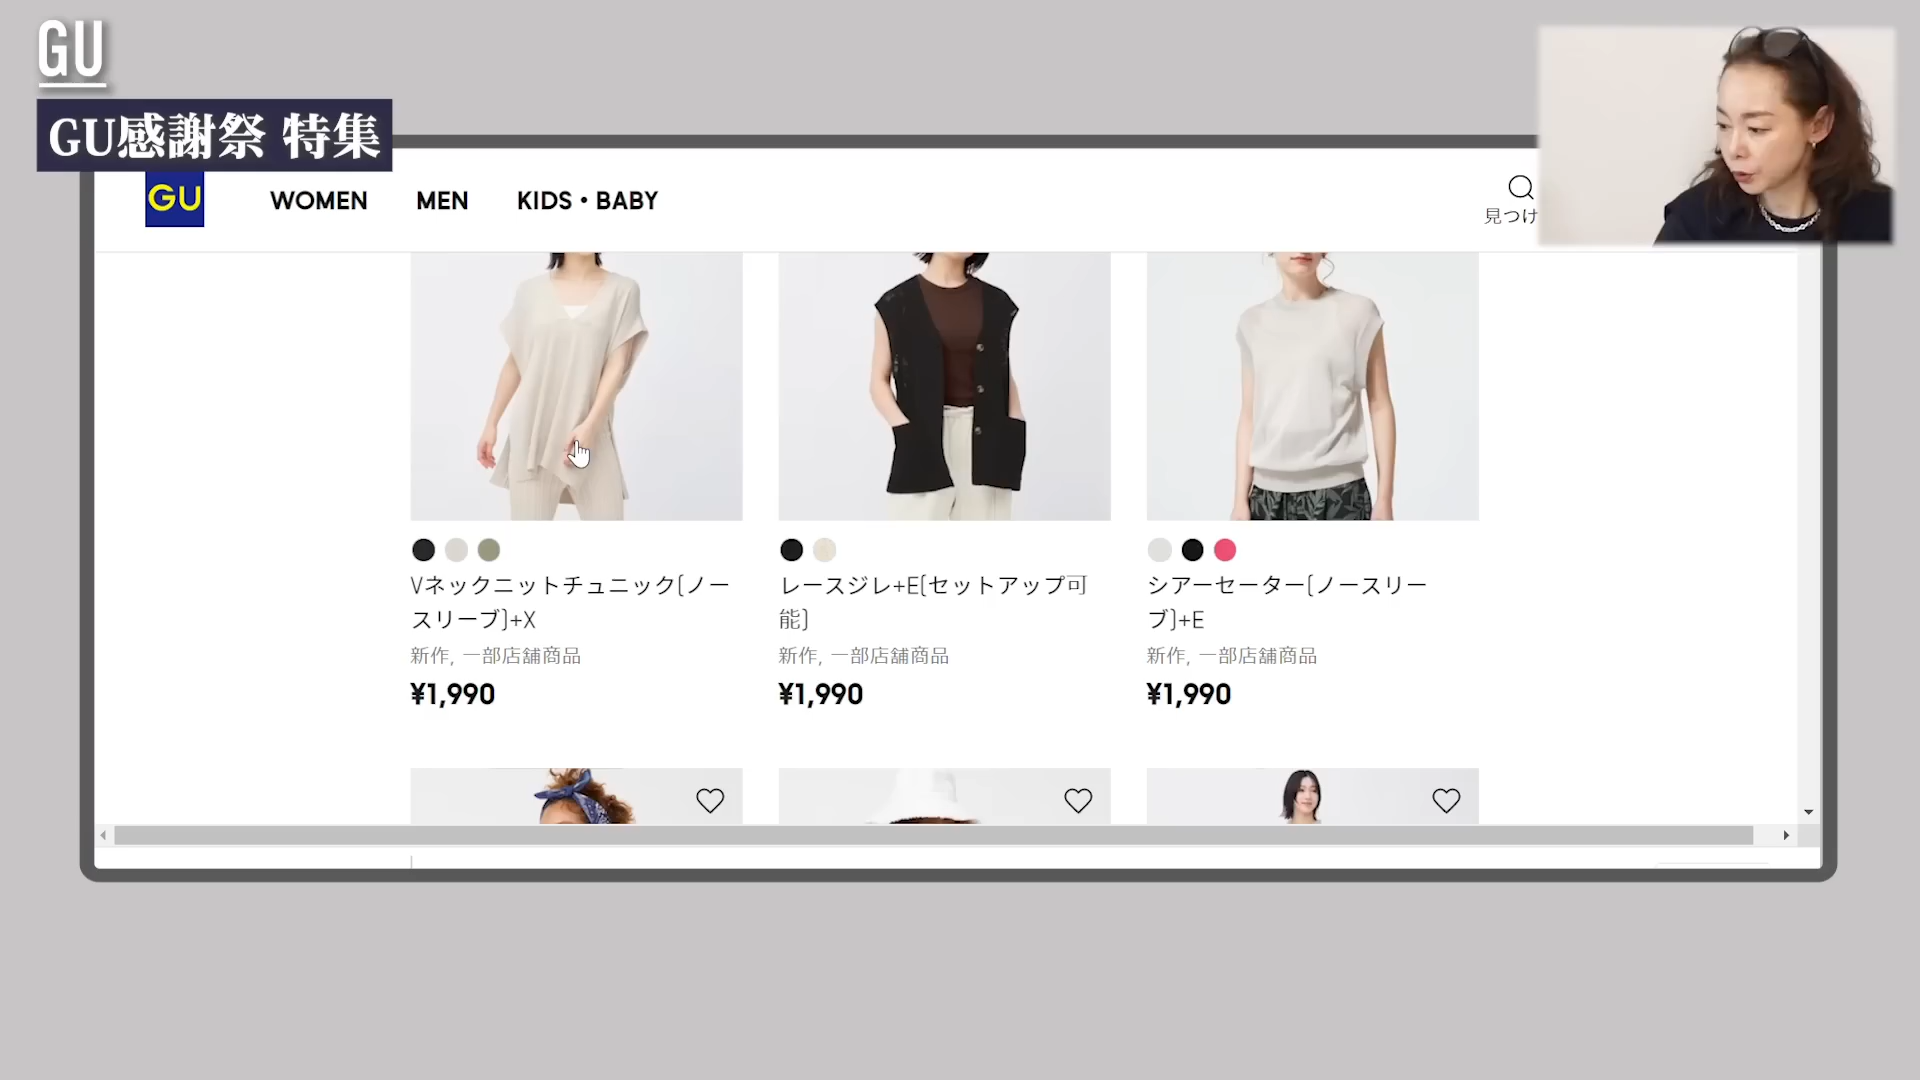 GU
GU感謝祭 特集
GU
WOMEN
MEN
KIDS・BABY
見つけ
Vネックニットチュニック(ノー
スリーブ)+X
新作, 一部店舗商品
¥1,990
レースジレ+E(セットアップ可
能)
新作, 一部店舗商品
¥1,990
シアーセーター(ノースリー
ブ)+E
新作, 一部店舗商品
¥1,990